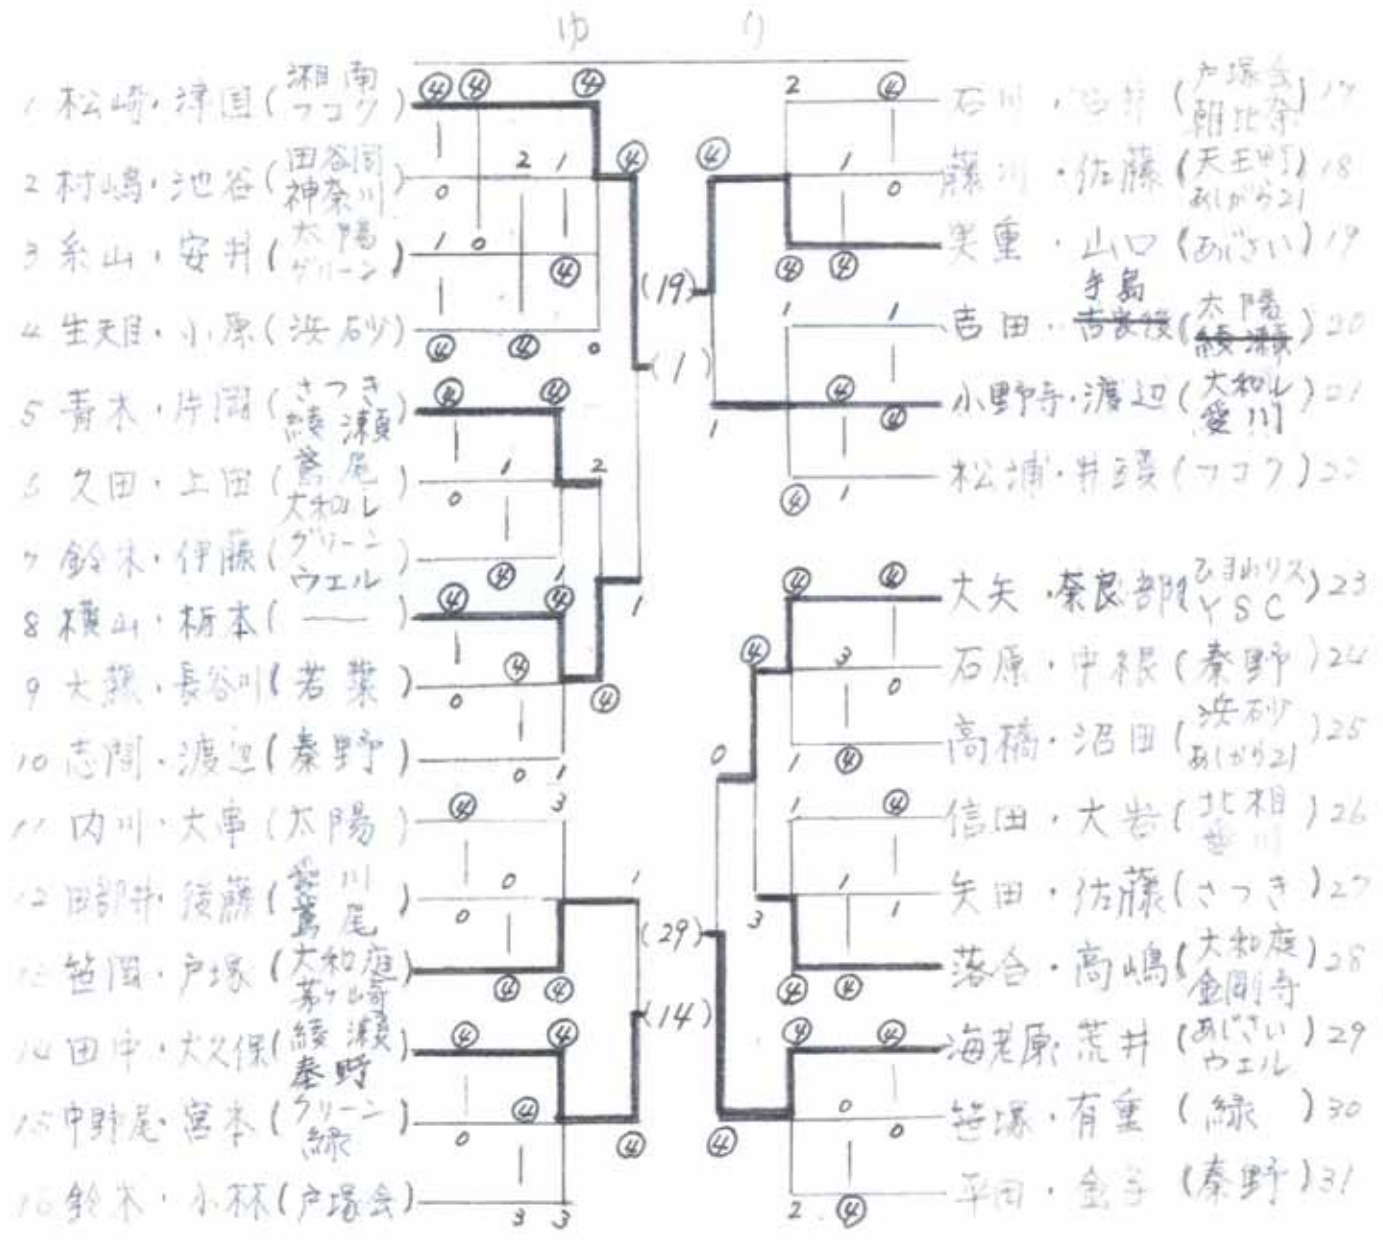 ゆり
1 松崎・津国(湘南 フコク)
2 村嶋・池谷(田谷園 神奈川)
3 糸山・安井(太陽 グリーン)
4 生天目・小原(浜砂)
5 青木・片岡(さつき 綾瀬)
6 久田・上田(鳶尾 大和レ)
7 鈴木・伊藤(グリーン ウエル)
8 横山・栃本(―)
9 大熊・長谷川(若葉)
10 志間・渡辺(秦野)
11 内川・大串(太陽)
12 田部井・後藤(愛川 鳶尾)
13 笹岡・戸塚(大和庭 茅ヶ崎)
14 田中・大久保(綾瀬 秦野)
15 中野尾・宮本(グリーン 緑)
16 鈴木・小林(戸塚会)
(1)
(14)
(19)
(29)
石川・石井(戸塚会 朝比奈)17
藤川・佐藤(天王町 あしがら21)18
実重・山口(あじさい)19
吉田・手島(太陽)20
小野寺・渡辺(大和レ 愛川)21
松浦・井(フコク)22
大矢・奈良部(ひまわりス YSC)23
石原・中根(秦野)24
高橋・沼田(浜砂 あしがら21)25
信田・大岩(北相 愛川)26
矢田・佐藤(さつき)27
落合・高嶋(大和庭 金剛寺)28
海老原・荒井(あじさい ウエル)29
笹塚・有重(緑)30
平田・金子(秦野)31